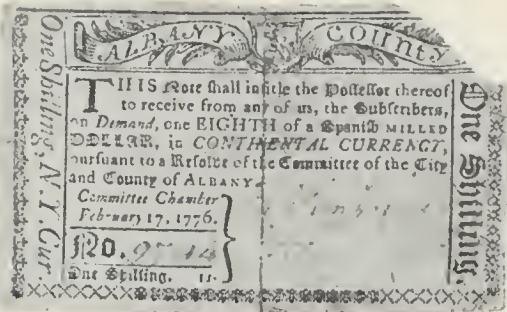 ALBANY COUNTY
THIS Note ſhall intitle the Poſſeſſor thereof
to receive from any of us, the Subſcribers,
on Demand, one EIGHTH of a Spaniſh MILLED
DOLLAR, in CONTINENTAL CURRENCY,
purſuant to a Reſolve of the Committee of the City
and County of ALBANY.
Committee Chamber
February 17, 1776.
No.
One Shilling. 1s.
One Shilling, N.Y. Cur.
One Shilling.